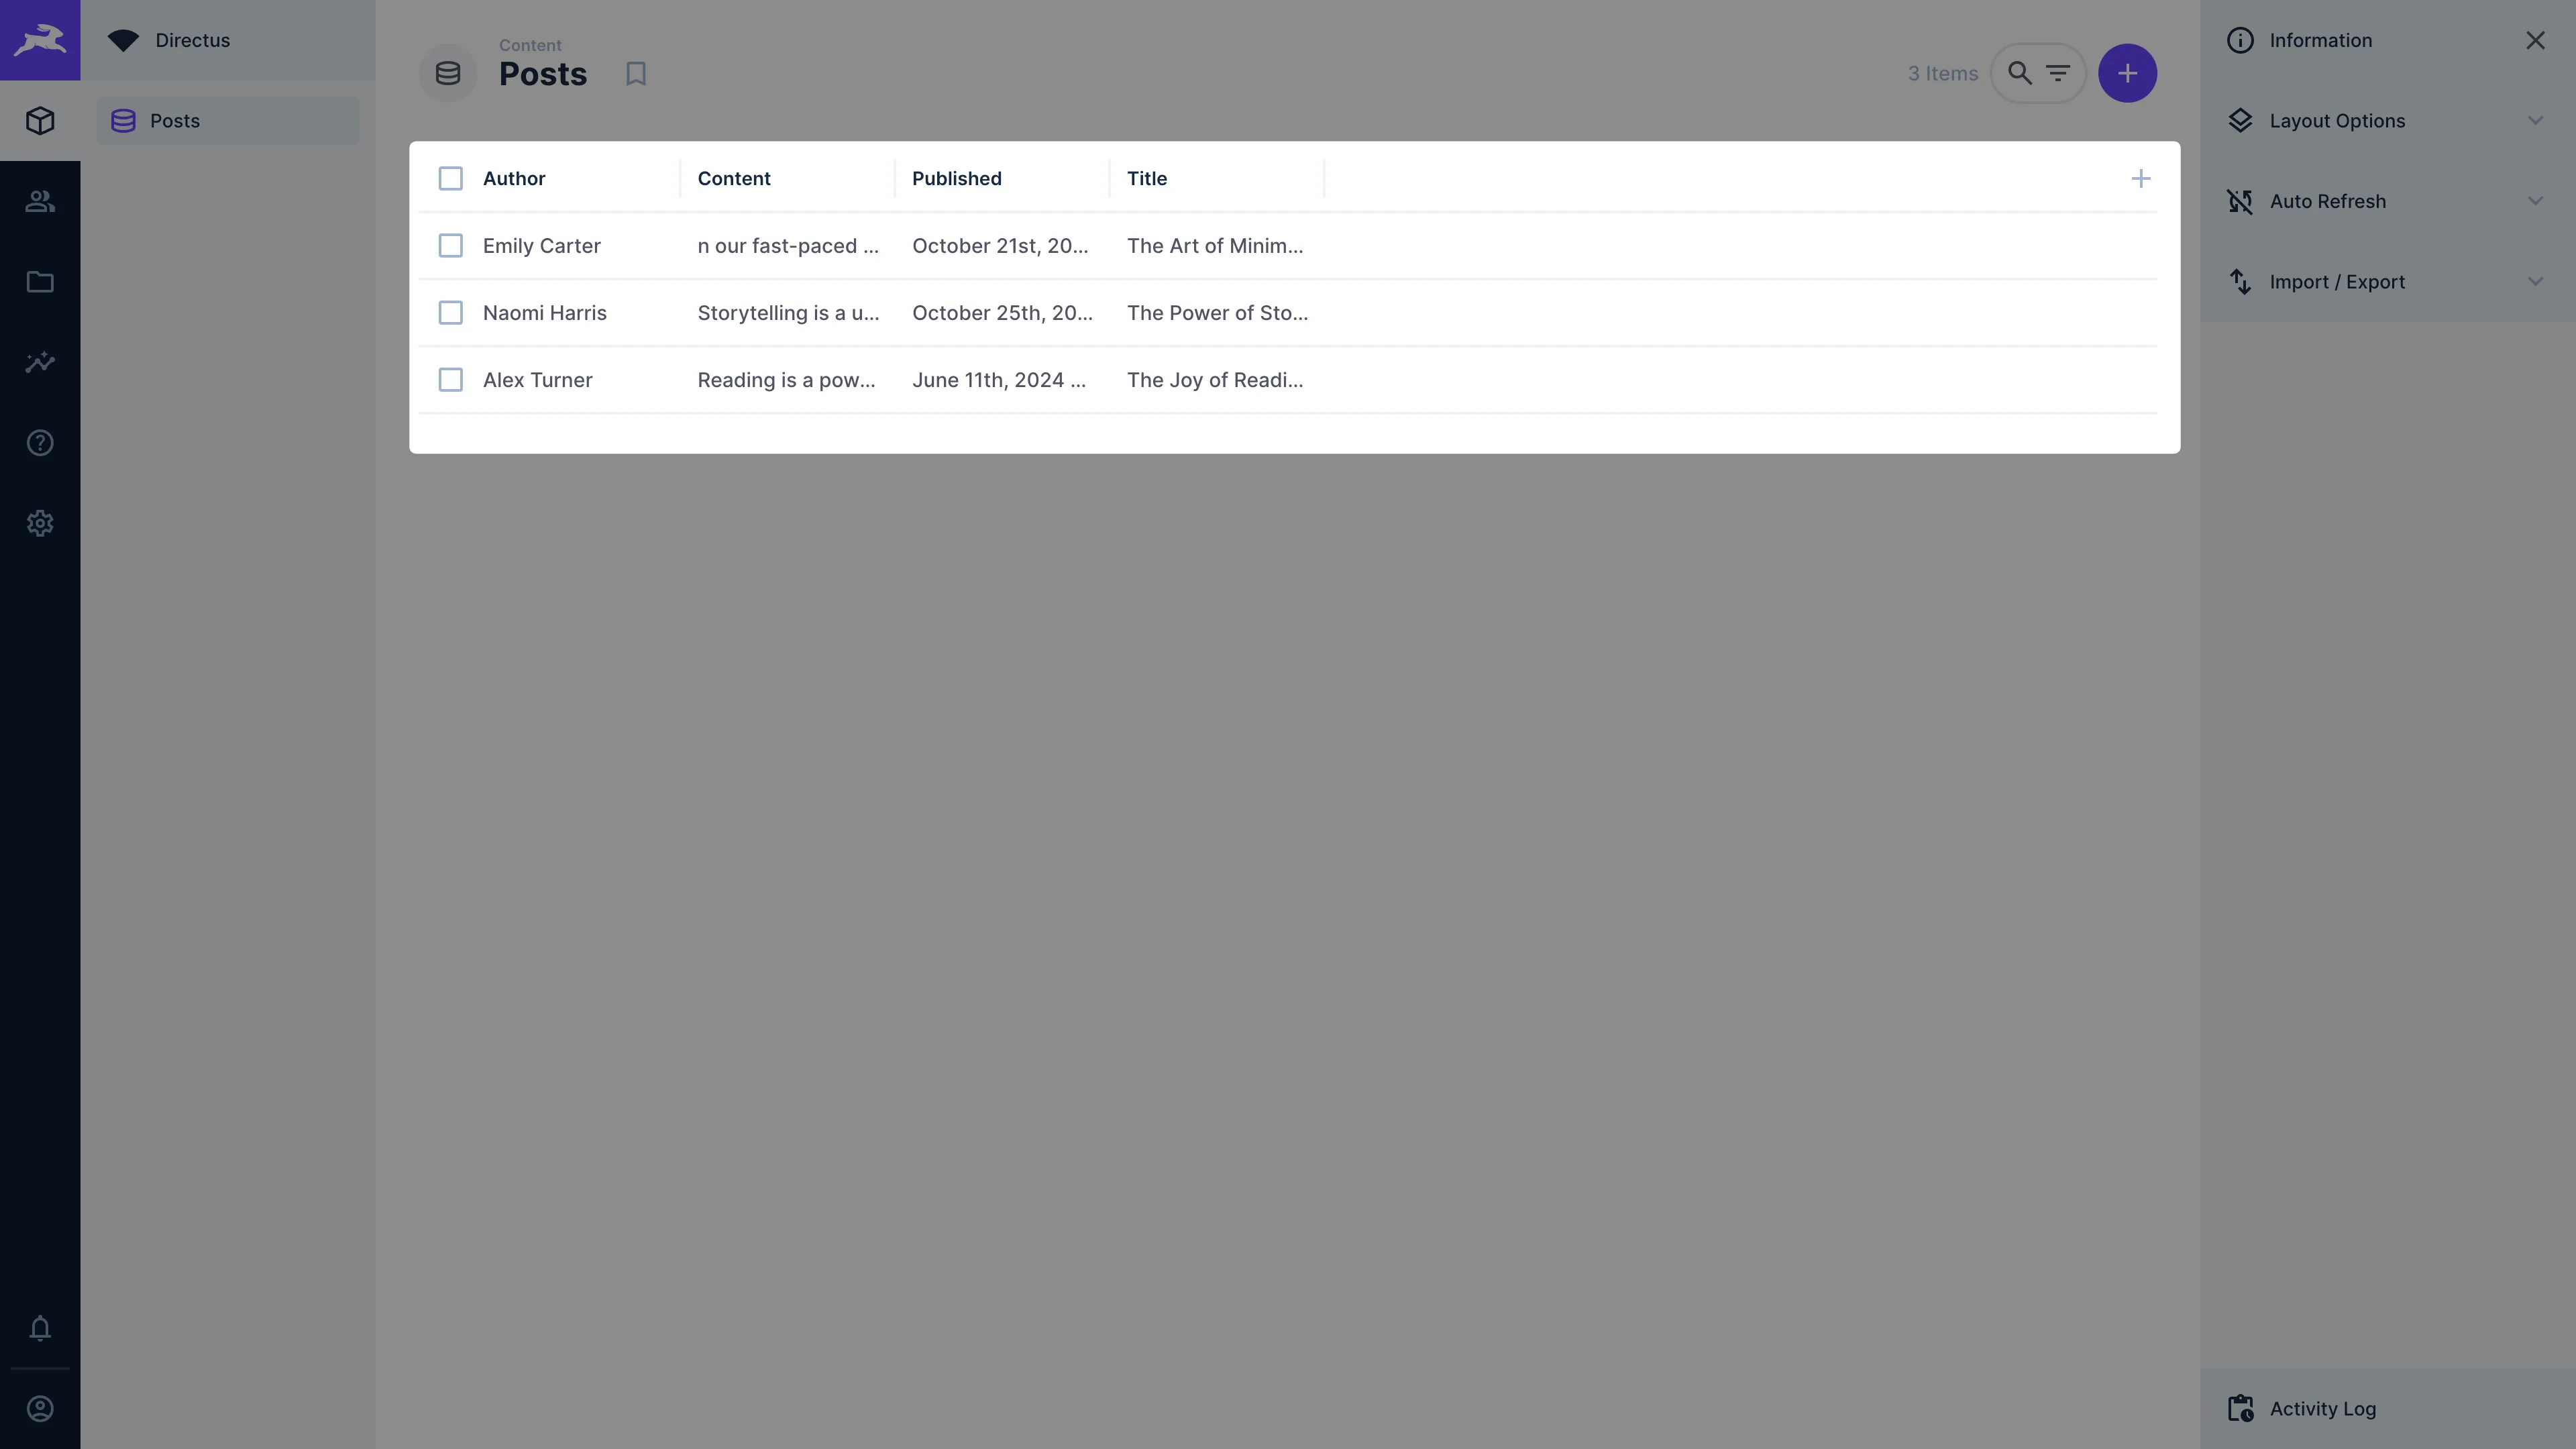 Directus
Posts
Content
Posts
3 Items
Author Content Published Title
Emily Carter n our fast-paced ... October 21st, 20... The Art of Minim...
Naomi Harris Storytelling is a u... October 25th, 20... The Power of Sto...
Alex Turner Reading is a pow... June 11th, 2024 ... The Joy of Readi...
Information
Layout Options
Auto Refresh
Import / Export
Activity Log